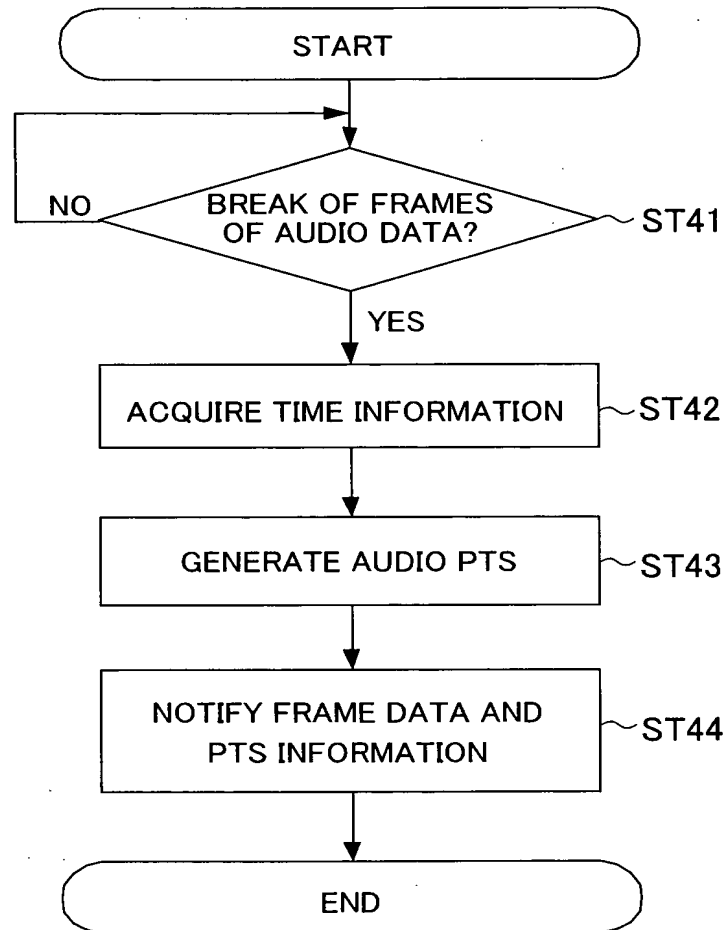 START
BREAK OF FRAMES
OF AUDIO DATA?
NO
ST41
YES
ACQUIRE TIME INFORMATION
ST42
GENERATE AUDIO PTS
ST43
NOTIFY FRAME DATA AND
PTS INFORMATION
ST44
END